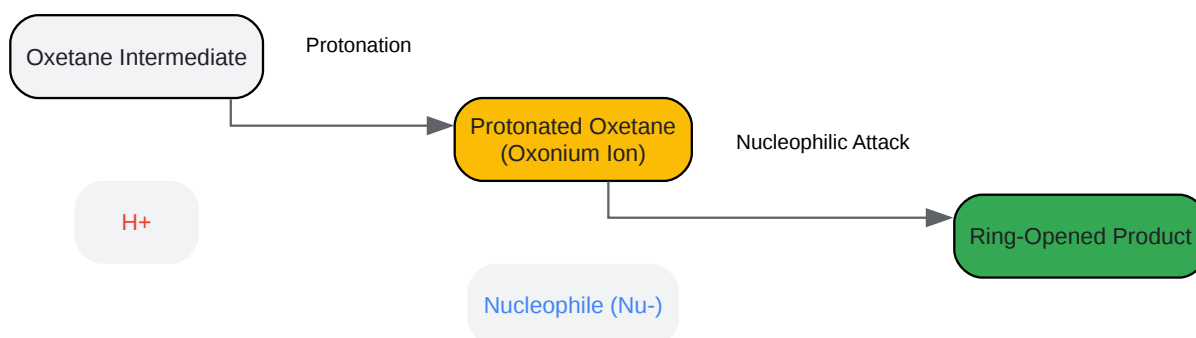 Oxetane Intermediate
Protonation
Protonated Oxetane
(Oxonium Ion)
Nucleophilic Attack
H+
Ring-Opened Product
Nucleophile (Nu-)